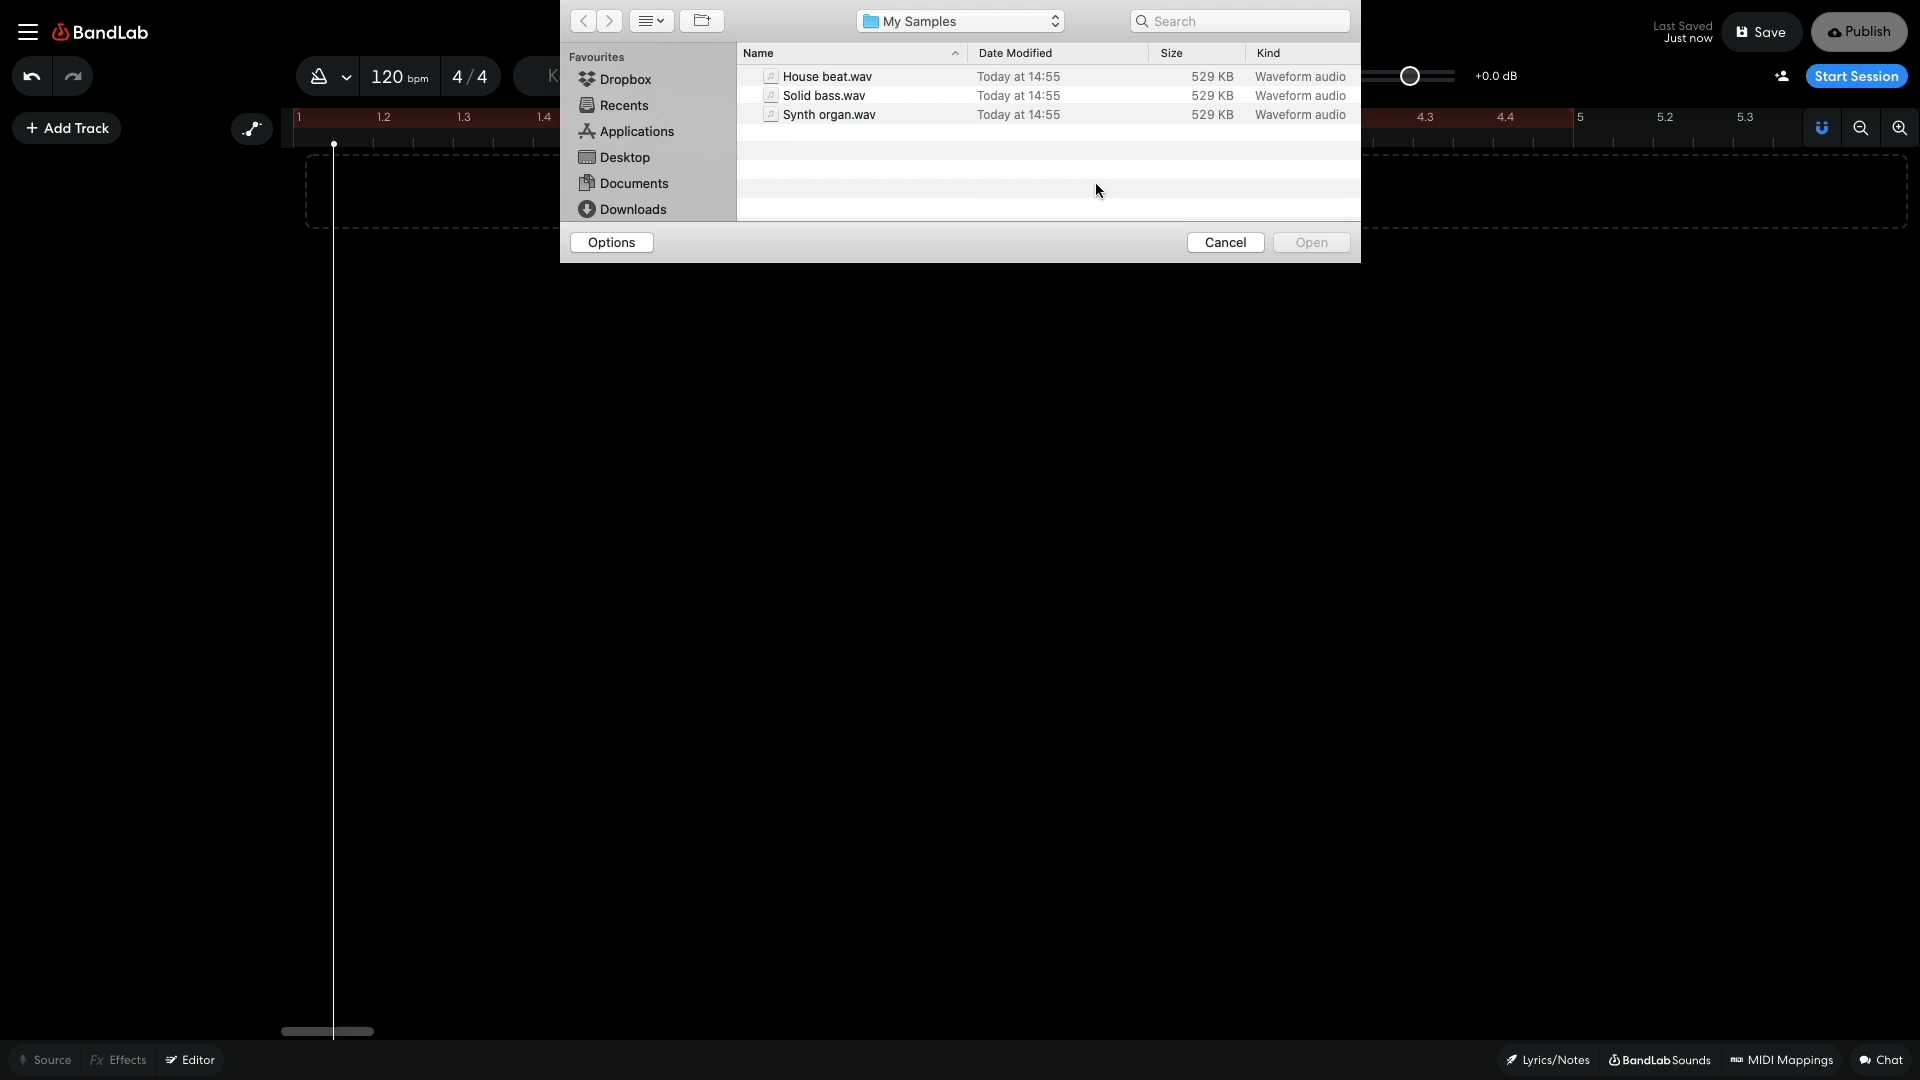 BandLab
My Samples
Search
Last Saved
Just now
Save
Publish
120 bpm
4/4
K
Favourites
Dropbox
Recents
Applications
Desktop
Documents
Downloads
Name Date Modified Size Kind
House beat.wav Today at 14:55 529 KB Waveform audio
Solid bass.wav Today at 14:55 529 KB Waveform audio
Synth organ.wav Today at 14:55 529 KB Waveform audio
+0.0 dB
Start Session
+ Add Track
1 1.2 1.3 1.4 4.3 4.4 5 5.2 5.3
Options
Cancel
Open
Source
Fx Effects
Editor
Lyrics/Notes
BandLab Sounds
MIDI Mappings
Chat